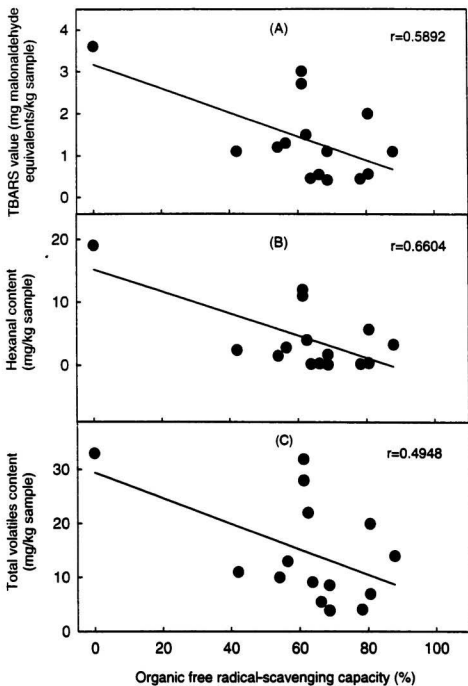 (A)
r=0.5892
TBARS value (mg malonaldehyde
equivalents/kg sample)
4
3
2
1
0
(B)
r=0.6604
Hexanal content
(mg/kg sample)
20
10
0
(C)
r=0.4948
Total volatiles content
(mg/kg sample)
30
20
10
0
0 20 40 60 80 100
Organic free radical-scavenging capacity (%)